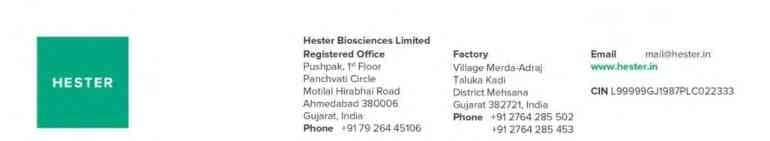 HESTER
Hester Biosciences Limited
Registered Office
Pushpak, 1st Floor
Panchvati Circle
Motilal Hirabhai Road
Ahmedabad 380006
Gujarat, India
Phone +91 79 264 45106
Factory
Village Merda-Adraj
Taluka Kadi
District Mehsana
Gujarat 382721, India
Phone +91 2764 285 502
+91 2764 285 453
Email mail@hester.in
www.hester.in
CIN L99999GJ1987PLC022333